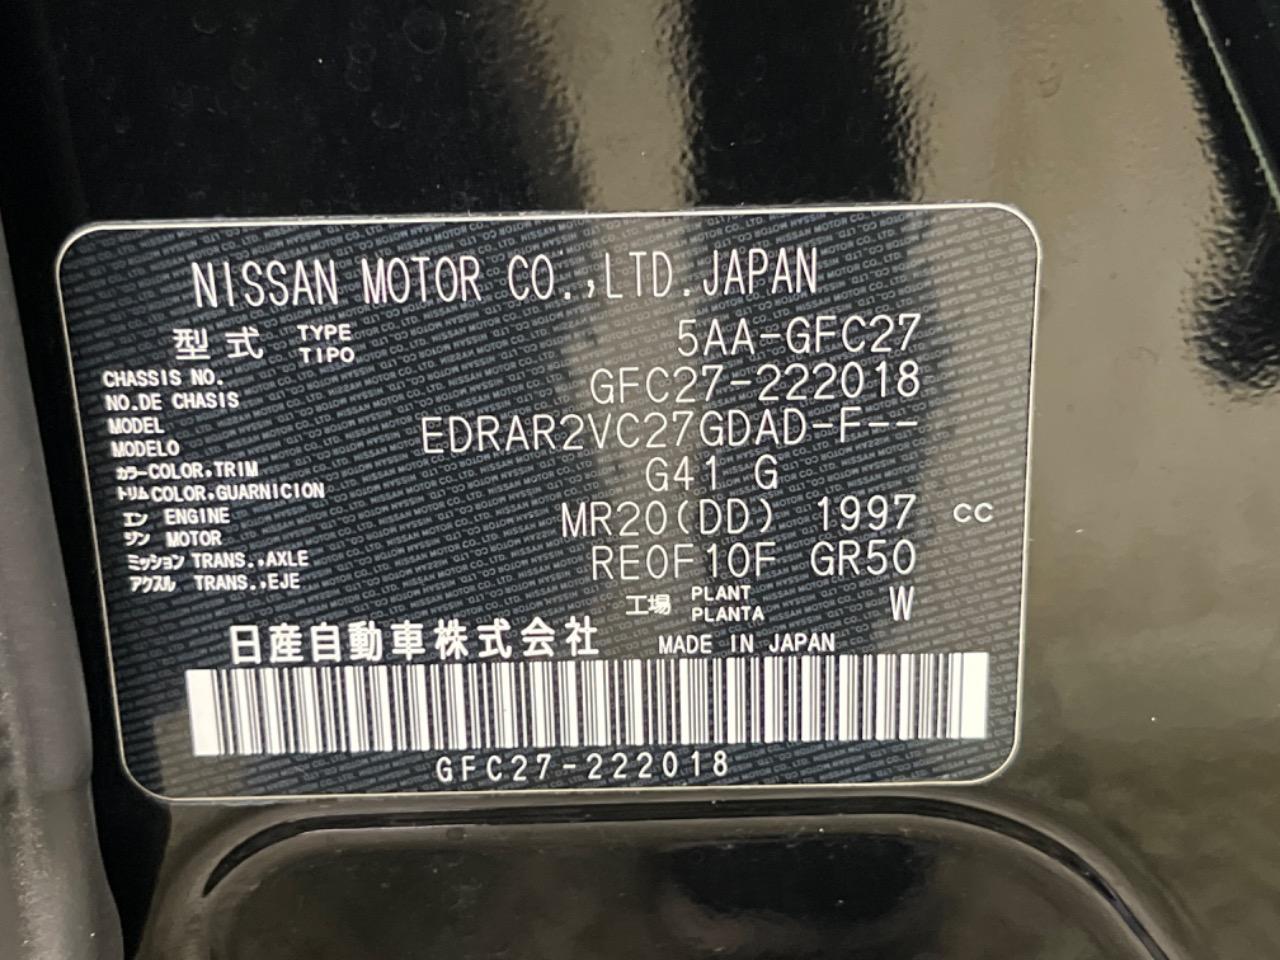 NISSAN MOTOR CO.,LTD.JAPAN
型式 TYPE TIPO 5AA-GFC27
CHASSIS NO. NO.DE CHASIS GFC27-222018
MODEL MODELO EDRAR2VC27GDAD-F--
カラー COLOR,TRIM トリム COLOR,GUARNICION G41 G
エンジン ENGINE MOTOR MR20(DD) 1997 cc
ミッション TRANS.,AXLE アクスル TRANS.,EJE RE0F10F GR50
工場 PLANT PLANTA W
日産自動車株式会社 MADE IN JAPAN
GFC27-222018